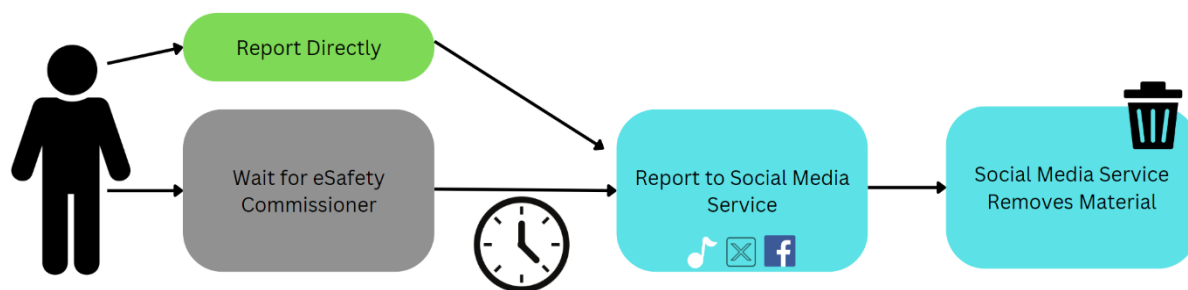 Report Directly
Wait for eSafety
Commissioner
Report to Social Media
Service
Social Media Service
Removes Material